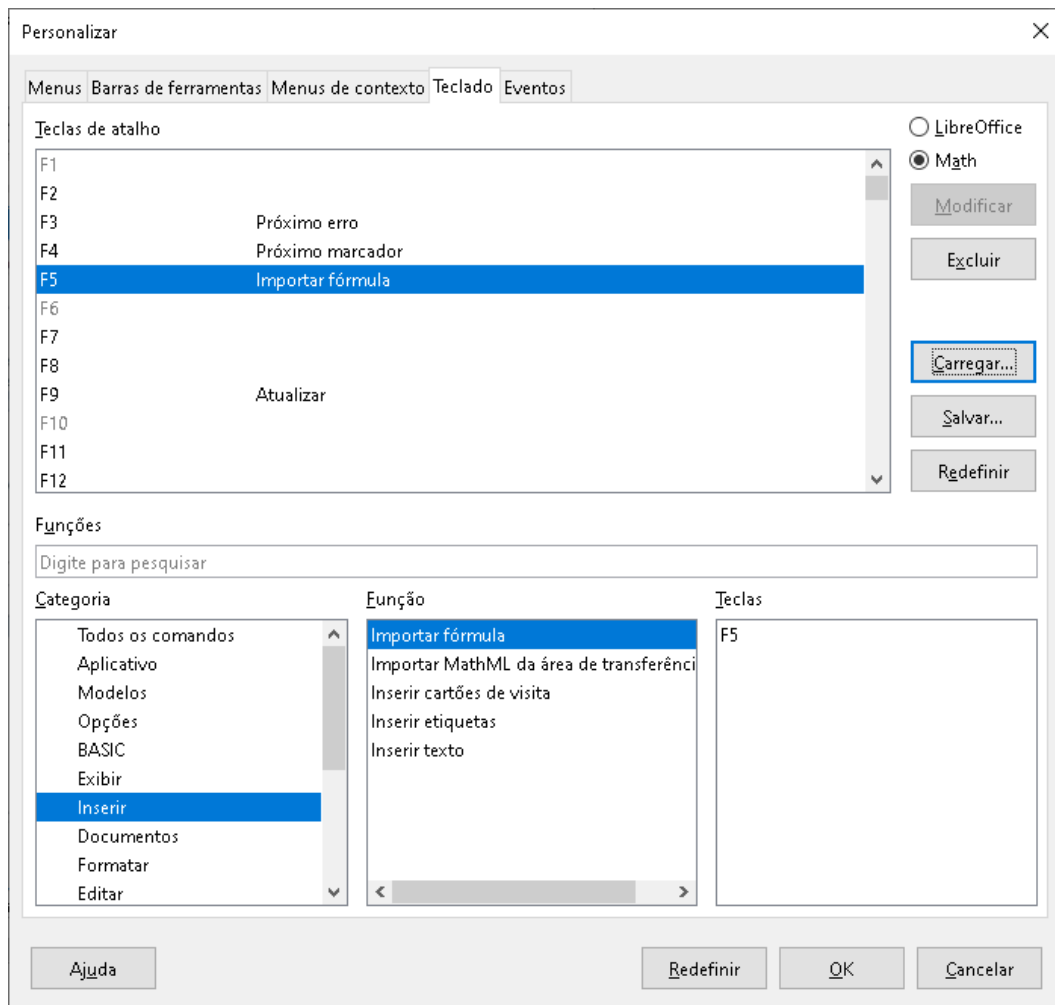 Personalizar
Menus Barras de ferramentas Menus de contexto Teclado Eventos
Teclas de atalho
LibreOffice
Math
F1
F2
F3 Próximo erro
F4 Próximo marcador
F5 Importar fórmula
F6
F7
F8
F9 Atualizar
F10
F11
F12
Modificar
Excluir
Carregar...
Salvar...
Redefinir
Funções
Digite para pesquisar
Categoria
Todos os comandos
Aplicativo
Modelos
Opções
BASIC
Exibir
Inserir
Documentos
Formatar
Editar
Função
Importar fórmula
Importar MathML da área de transferênci
Inserir cartões de visita
Inserir etiquetas
Inserir texto
Teclas
F5
Ajuda
Redefinir
OK
Cancelar